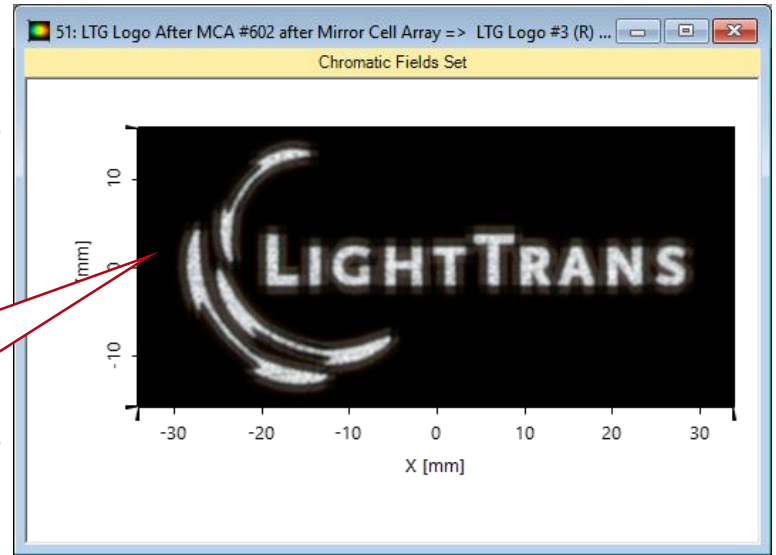 51: LTG Logo After MCA #602 after Mirror Cell Array => LTG Logo #3 (R) ...
Chromatic Fields Set
10
0
-10
[mm]
LIGHTTRANS
-30 -20 -10 0 10 20 30
X [mm]